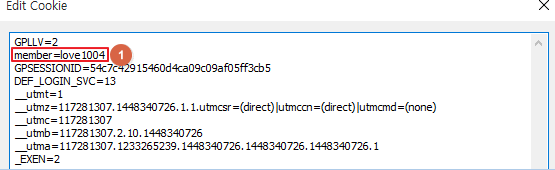 Edit Cookie
GPLLV=2
member=love1004
1
GPSESSIONID=54c7c42915460d4ca09c09af05ff3cb5
DEF_LOGIN_SVC=13
__utmt=1
__utmz=117281307.1448340726.1.1.utmcsr=(direct)|utmccn=(direct)|utmcmd=(none)
__utmc=117281307
__utmb=117281307.2.10.1448340726
__utma=117281307.1233265239.1448340726.1448340726.1448340726.1
_EXEN=2